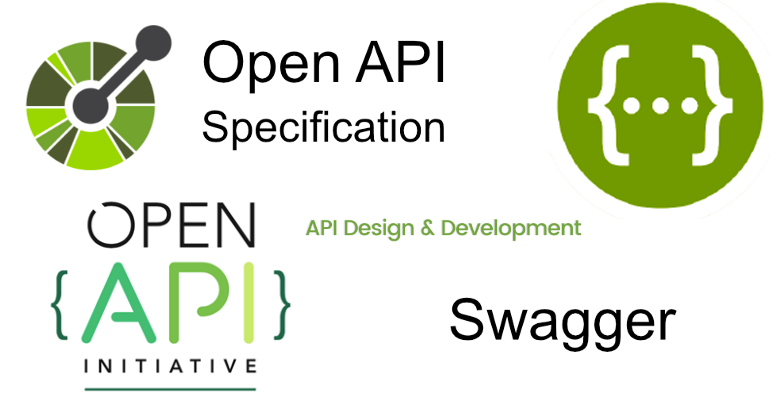 Open API
Specification
{...}
OPEN
API Design & Development
{API}
INITIATIVE
Swagger